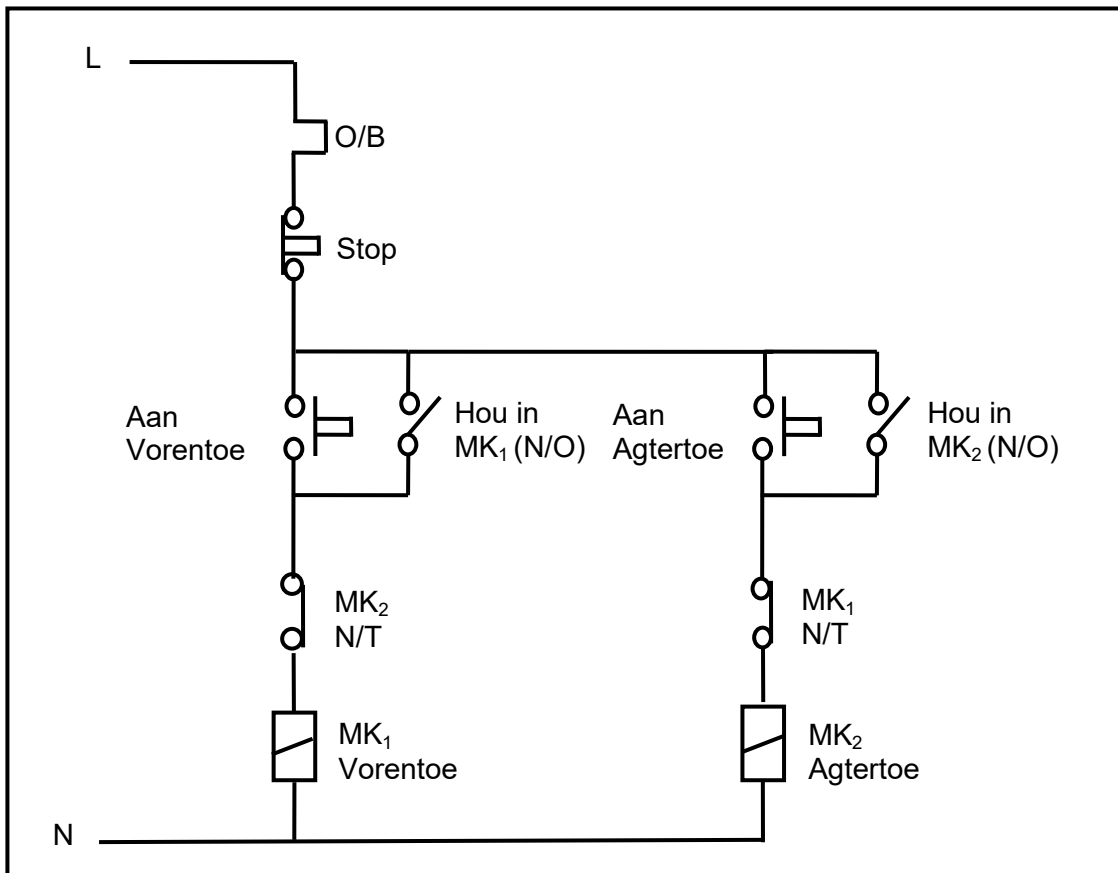 L
O/B
Stop
Aan
Vorentoe
Hou in
MK₁ (N/O)
Aan
Agtertoe
Hou in
MK₂ (N/O)
MK₂
N/T
MK₁
N/T
MK₁
Vorentoe
MK₂
Agtertoe
N